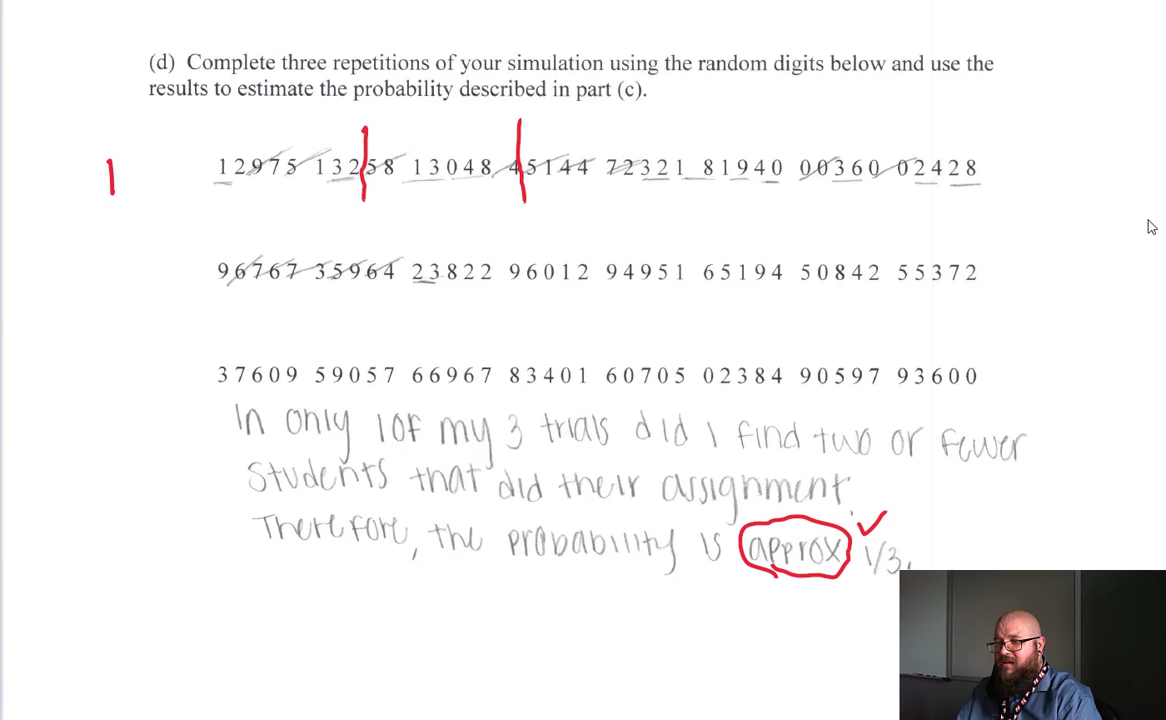 (d) Complete three repetitions of your simulation using the random digits below and use the
results to estimate the probability described in part (c).
1
12975 13258 13048 45144 72321 81940 00360 02428
96767 35964 23822 96012 94951 65194 50842 55372
37609 59057 66967 83401 60705 02384 90597 93600
In only 1 of my 3 trials did I find two or fewer
students that did their assignment.
Therefore, the probability is approx 1/3.